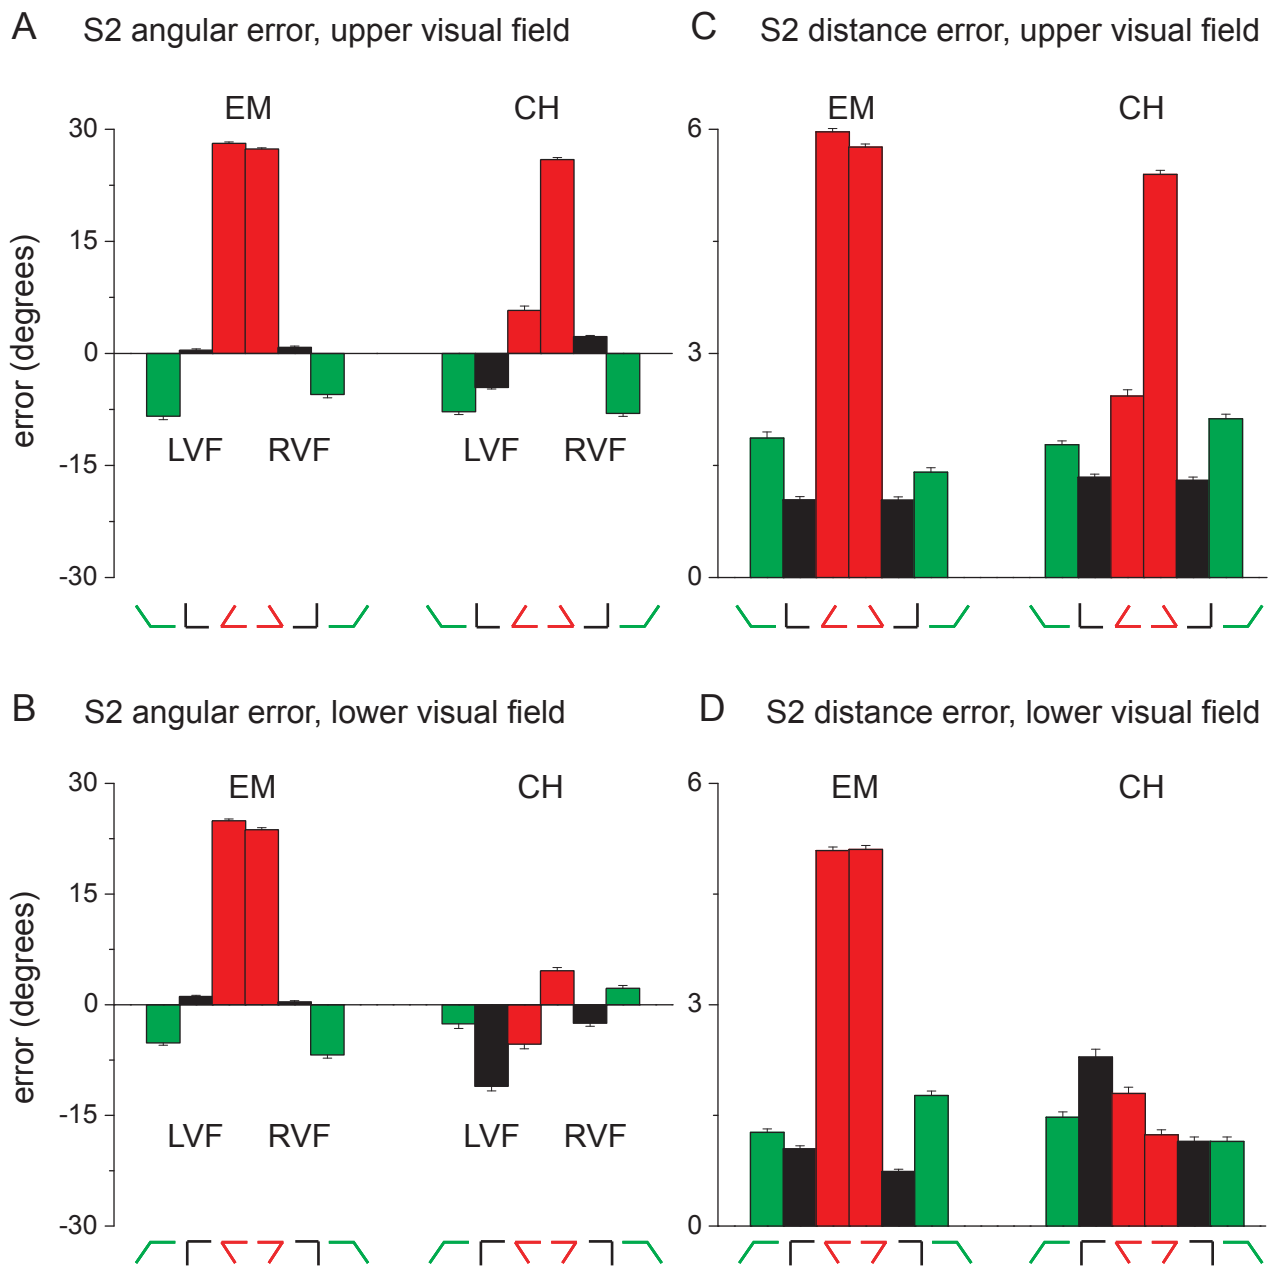 A S2 angular error, upper visual field
EM CH
30
15
0
-15
-30
error (degrees)
LVF RVF LVF RVF
C S2 distance error, upper visual field
EM CH
6
3
0
B S2 angular error, lower visual field
EM CH
30
15
0
-15
-30
error (degrees)
LVF RVF LVF RVF
D S2 distance error, lower visual field
EM CH
6
3
0